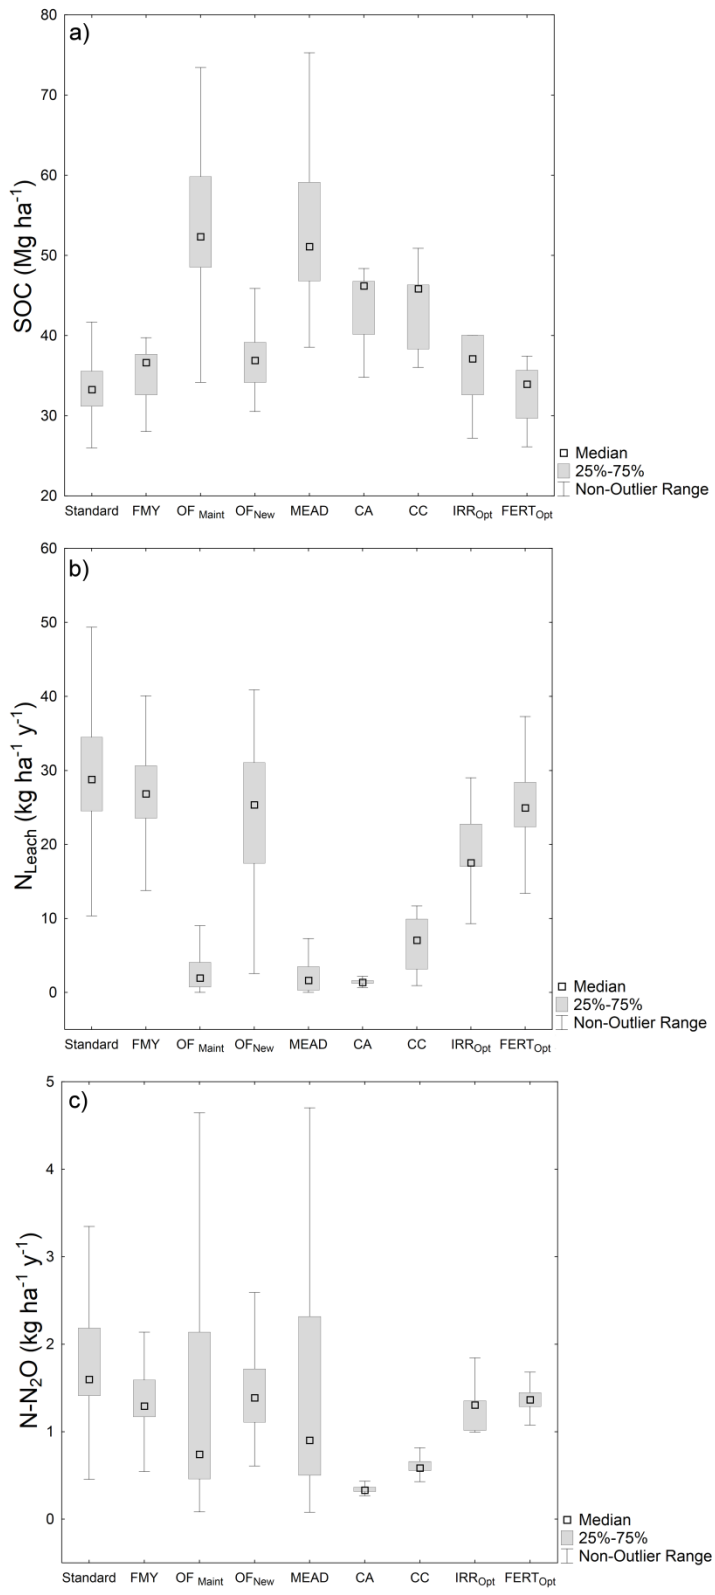 a)
80
70
60
50
40
30
20
SOC (Mg ha⁻¹)
Standard FMY OF Maint OFNew MEAD CA CC IRROpt FERTOpt
Median
25%-75%
Non-Outlier Range
b)
60
50
40
30
20
10
0
NLeach (kg ha⁻¹ y⁻¹)
Standard FMY OF Maint OFNew MEAD CA CC IRROpt FERTOpt
Median
25%-75%
Non-Outlier Range
c)
5
4
3
2
1
0
N-N₂O (kg ha⁻¹ y⁻¹)
Standard FMY OF Maint OFNew MEAD CA CC IRROpt FERTOpt
Median
25%-75%
Non-Outlier Range